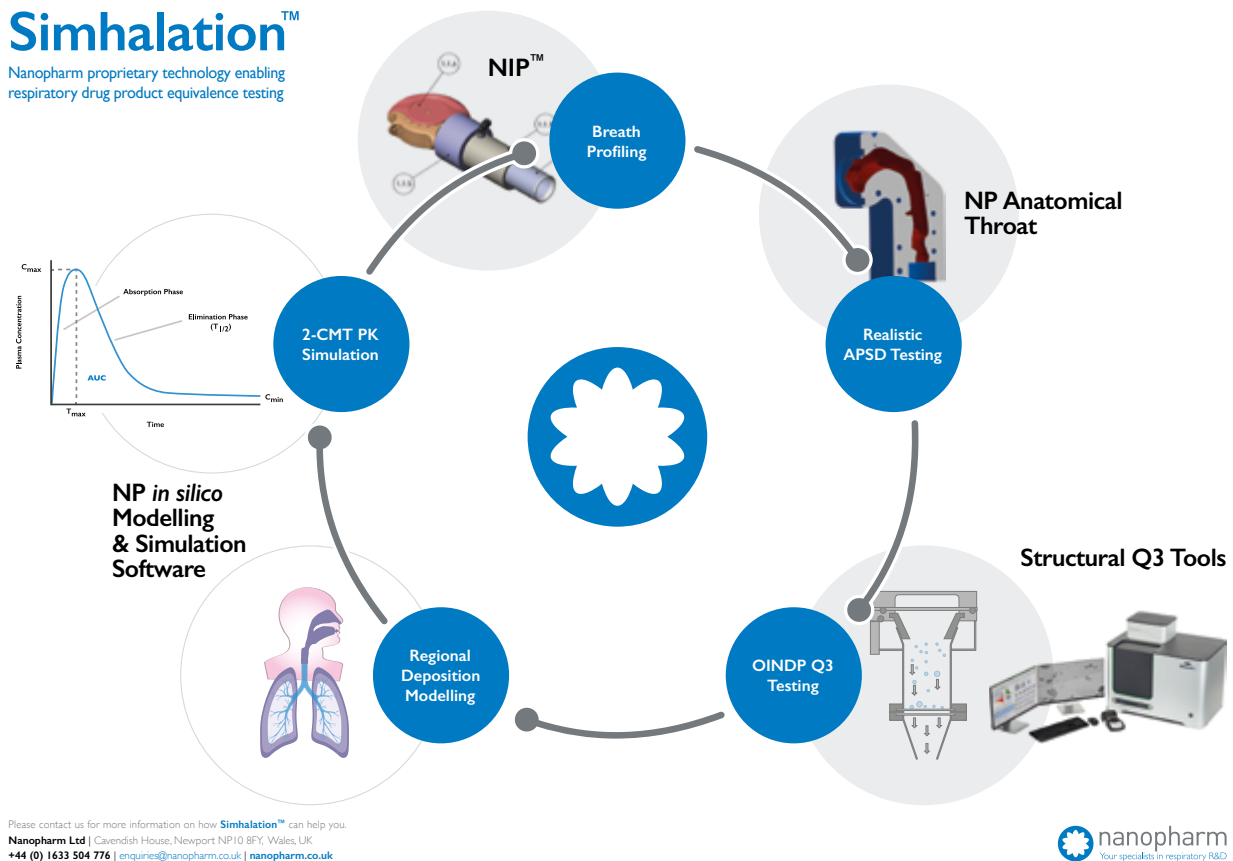 Simhalation™
Nanopharm proprietary technology enabling
respiratory drug product equivalence testing
NIP™
Breath
Profiling
NP Anatomical
Throat
Realistic
APSD Testing
Structural Q3 Tools
OINDP Q3
Testing
Regional
Deposition
Modelling
NP in silico
Modelling
& Simulation
Software
2-CMT PK
Simulation
Cmax
Plasma Concentration
Absorption Phase
Elimination Phase
(T1/2)
AUC
Cmin
Tmax
Time
Please contact us for more information on how Simhalation™ can help you.
Nanopharm Ltd | Cavendish House, Newport NP10 8FY, Wales, UK
+44 (0) 1633 504 776 | enquiries@nanopharm.co.uk | nanopharm.co.uk
nanopharm
Your specialists in respiratory R&D